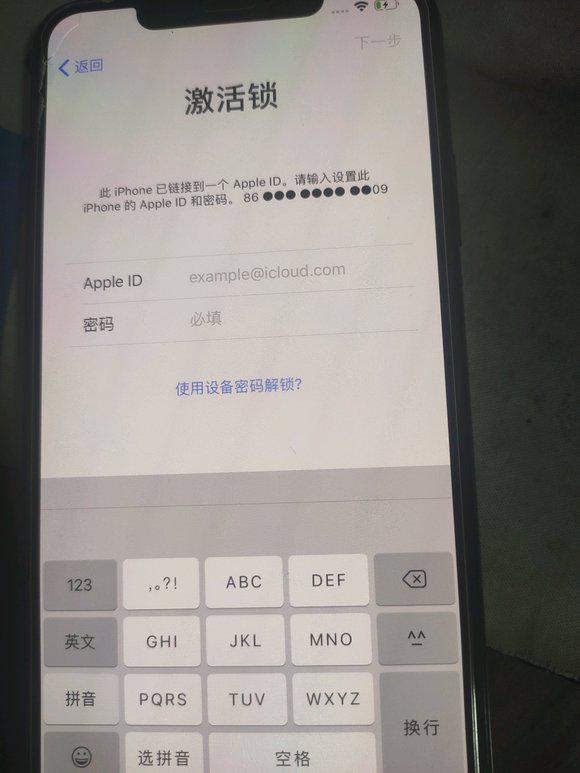 下一步
返回
激活锁
此 iPhone 已链接到一个 Apple ID。请输入设置此
iPhone 的 Apple ID 和密码。 86 ●●● ●●●● ●●09
Apple ID example@icloud.com
密码 必填
使用设备密码解锁?
123 ,。?! ABC DEF
英文 GHI JKL MNO ^^
拼音 PQRS TUV WXYZ
换行
选拼音 空格